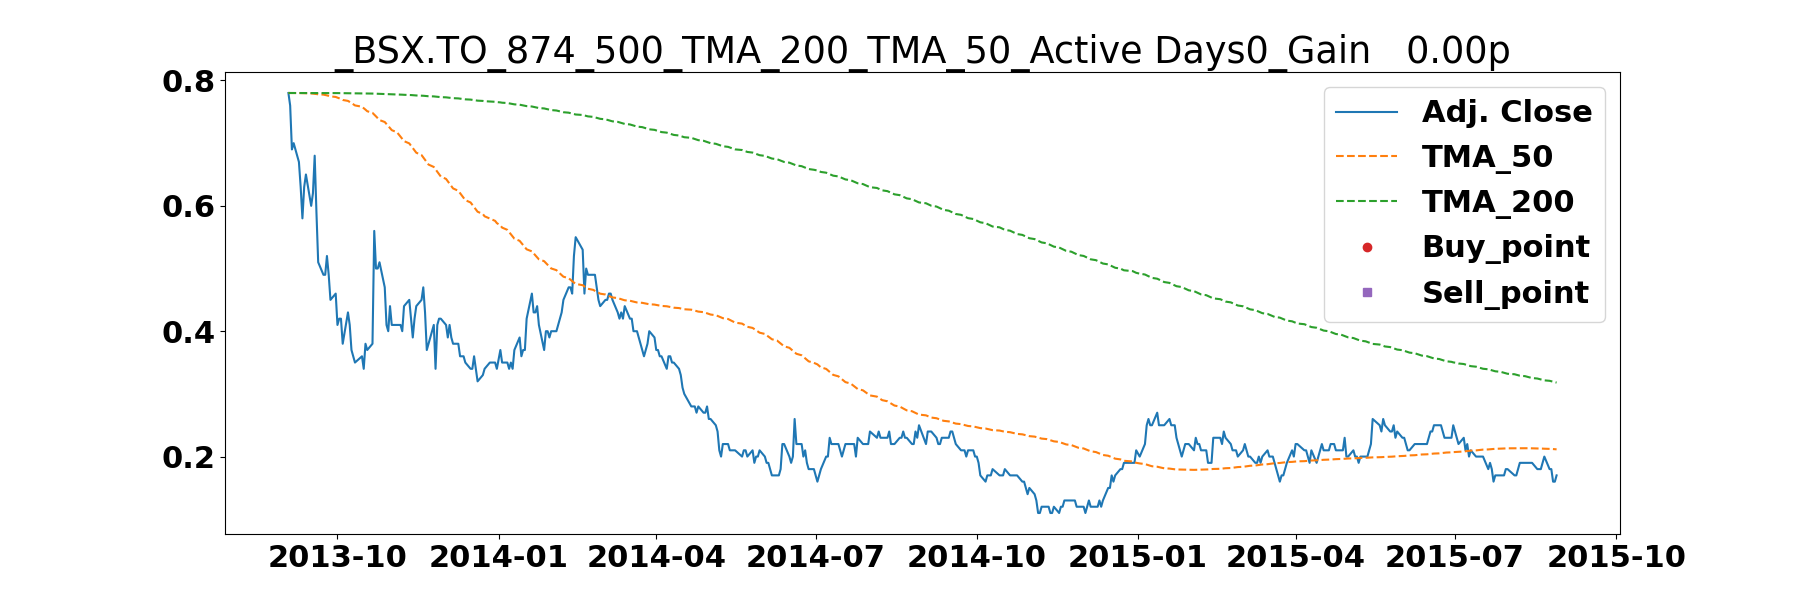 _BSX.TO_874_500_TMA_200_TMA_50_Active Days0_Gain   0.00p
0.8
0.6
0.4
0.2
Adj. Close
TMA_50
TMA_200
Buy_point
Sell_point
2013-10 2014-01 2014-04 2014-07 2014-10 2015-01 2015-04 2015-07 2015-10